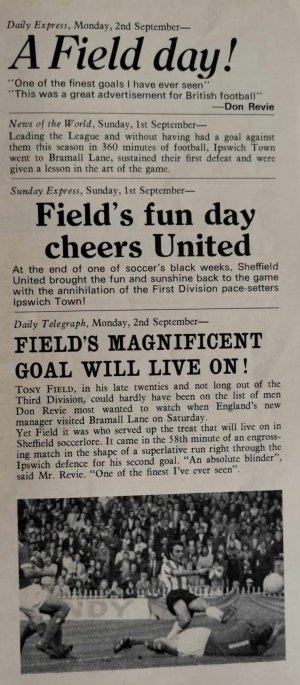 Daily Express, Monday, 2nd September—
A Field day!
"One of the finest goals I have ever seen"
"This was a great advertisement for British football"
—Don Revie
News of the World, Sunday, 1st September—
Leading the League and without having had a goal against
them this season in 360 minutes of football, Ipswich Town
went to Bramall Lane, sustained their first defeat and were
given a lesson in the art of the game.
Sunday Express, Sunday, 1st September—
Field's fun day
cheers United
At the end of one of soccer's black weeks, Sheffield
United brought the fun and sunshine back to the game
with the annihilation of the First Division pace-setters
Ipswich Town!
Daily Telegraph, Monday, 2nd September—
FIELD'S MAGNIFICENT
GOAL WILL LIVE ON!
TONY FIELD, in his late twenties and not long out of the
Third Division, could hardly have been on the list of men
Don Revie most wanted to watch when England's new
manager visited Bramall Lane on Saturday.
Yet Field it was who served up the treat that will live on in
Sheffield soccerlore. It came in the 58th minute of an engross-
ing match in the shape of a superlative run right through the
Ipswich defence for his second goal. "An absolute blinder";
said Mr. Revie. "One of the finest I've ever seen".
NDY